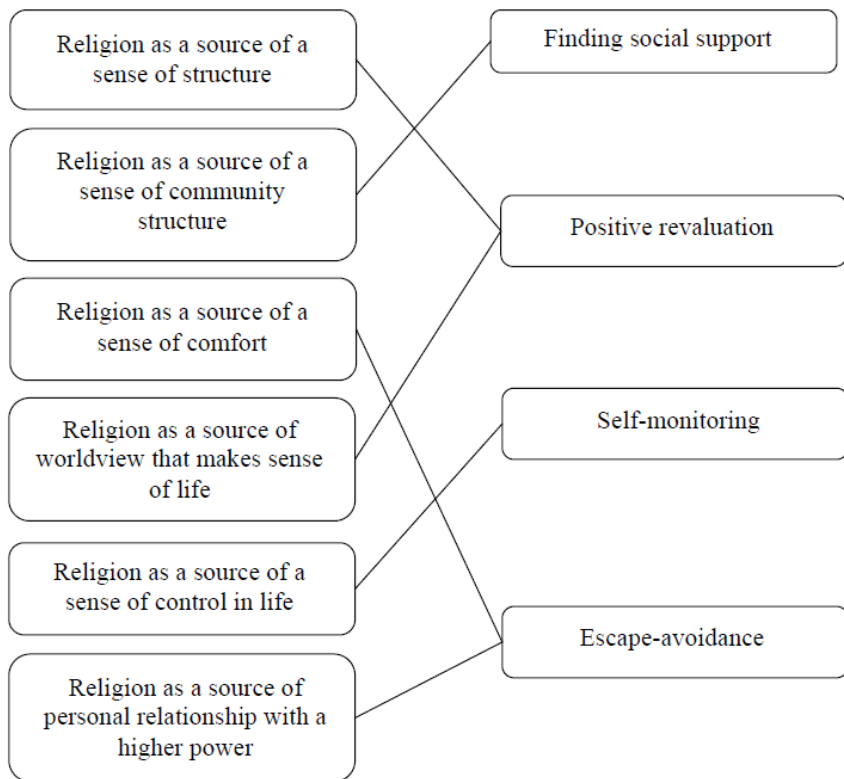 Religion as a source of a
sense of structure
Finding social support
Religion as a source of a
sense of community
structure
Positive revaluation
Religion as a source of a
sense of comfort
Religion as a source of
worldview that makes sense
of life
Self-monitoring
Religion as a source of a
sense of control in life
Escape-avoidance
Religion as a source of
personal relationship with a
higher power